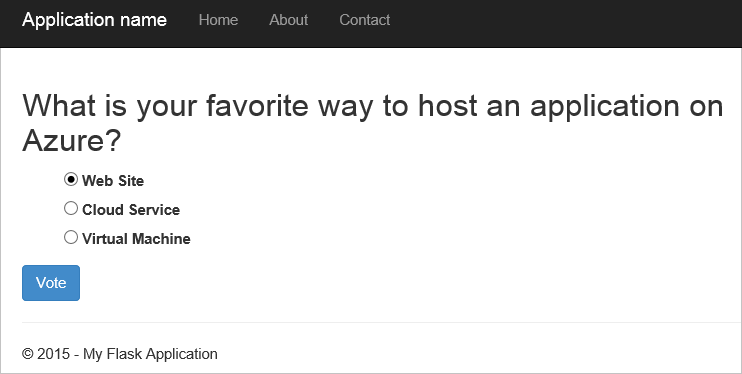 Application name Home About Contact
What is your favorite way to host an application on
Azure?
Web Site
Cloud Service
Virtual Machine
Vote
© 2015 - My Flask Application